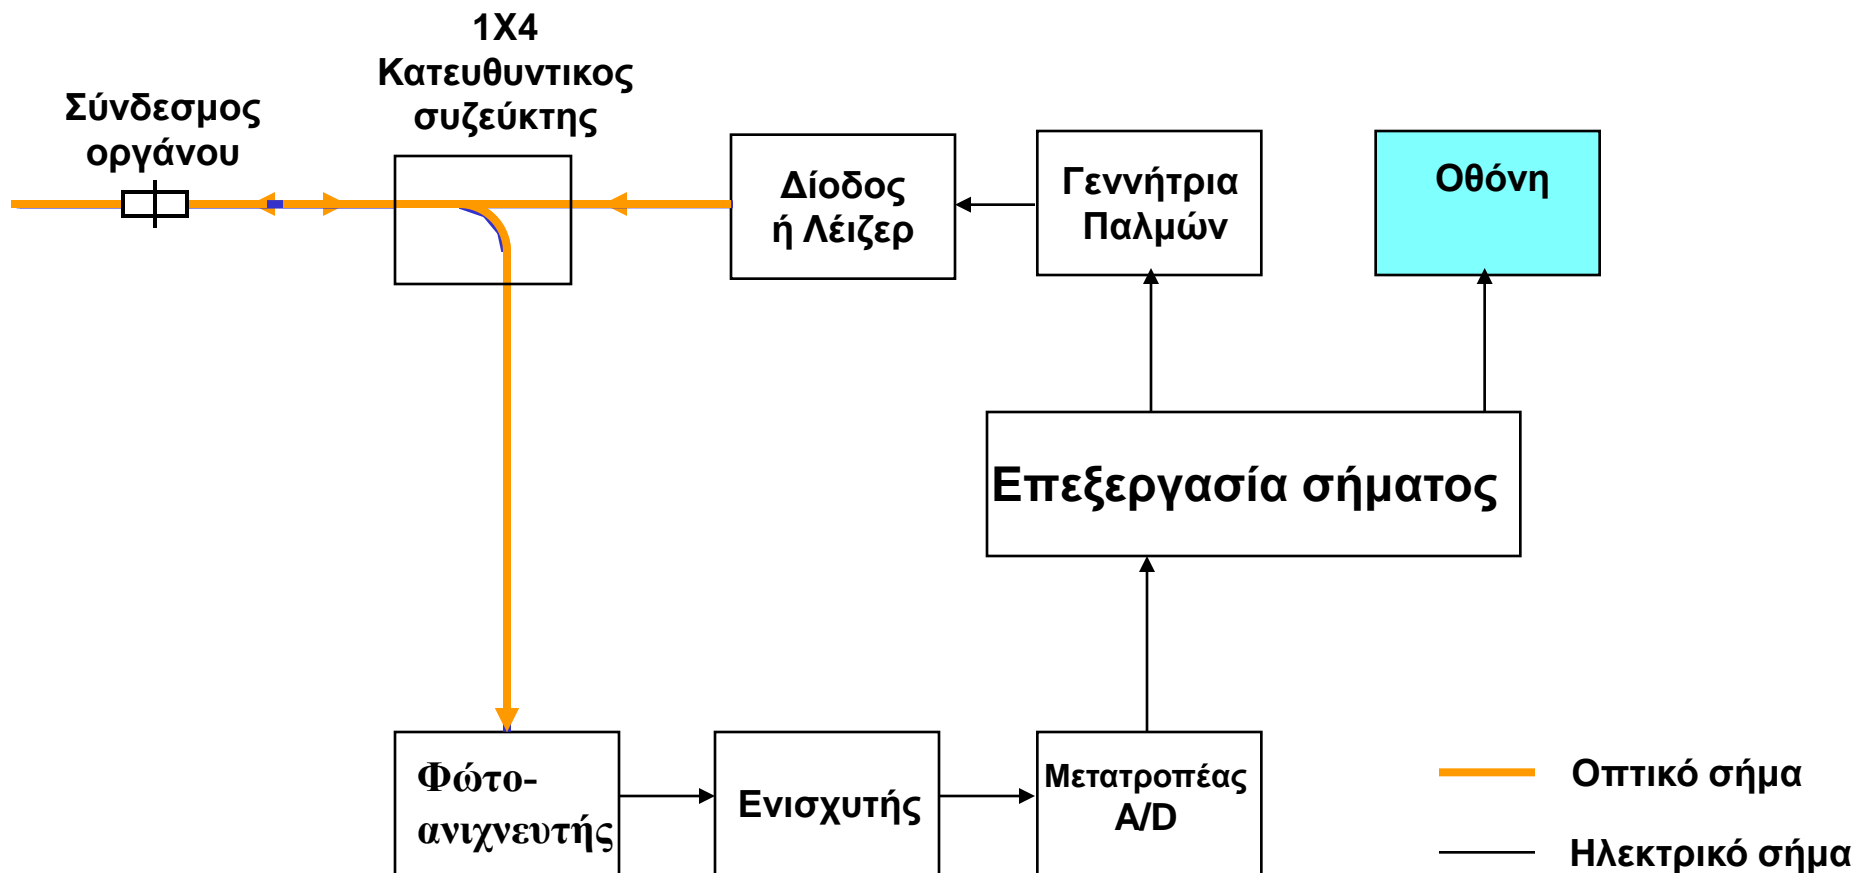 1X4
Κατευθυντικος
συζεύκτης
Σύνδεσμος
οργάνου
Δίοδος
ή Λέιζερ
Γεννήτρια
Παλμών
Οθόνη
Επεξεργασία σήματος
Φώτο-
ανιχνευτής
Ενισχυτής
Μετατροπέας
A/D
Οπτικό σήμα
Ηλεκτρικό σήμα